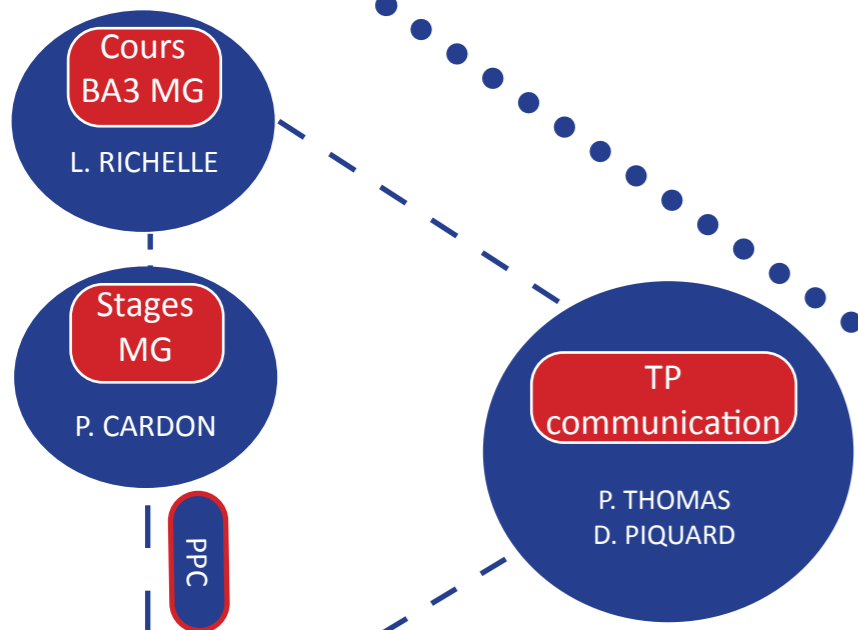 Cours
BA3 MG
L. RICHELLE
Stages
MG
P. CARDON
PPC
TP
communication
P. THOMAS
D. PIQUARD